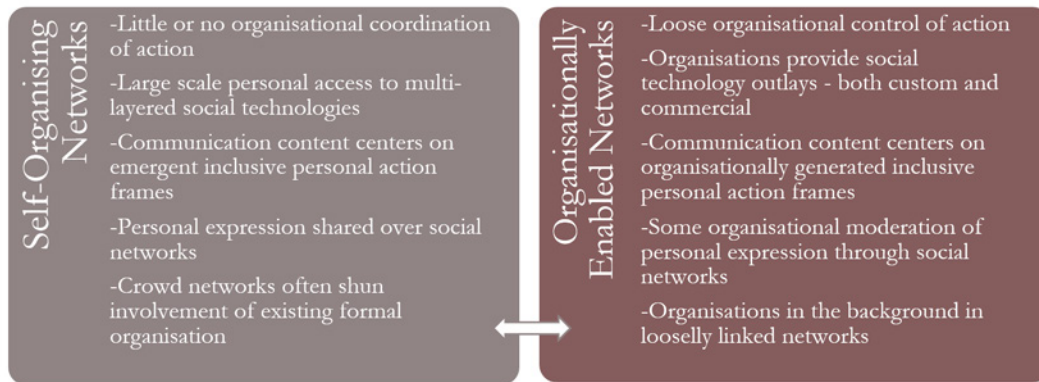 Self-Organising
Networks
-Little or no organisational coordination
of action
-Large scale personal access to multi-
layered social technologies
-Communication content centers on
emergent inclusive personal action
frames
-Personal expression shared over social
networks
-Crowd networks often shun
involvement of existing formal
organisation
Organisationally
Enabled Networks
-Loose organisational control of action
-Organisations provide social
technology outlays - both custom and
commercial
-Communication content centers on
organisationally generated inclusive
personal action frames
-Some organisational moderation of
personal expression through social
networks
-Organisations in the background in
looselly linked networks